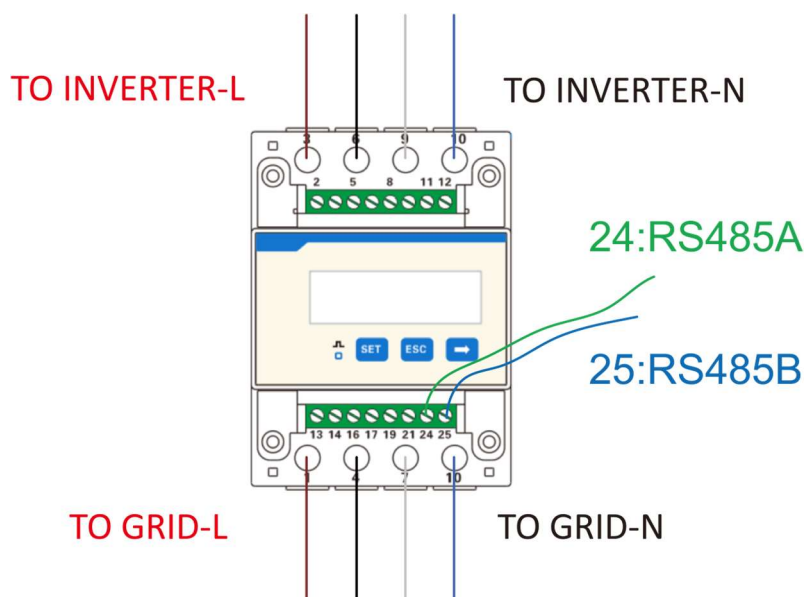 TO INVERTER-L
TO INVERTER-N
3 6 9 10
2 5 8 11 12
24:RS485A
SET ESC
25:RS485B
13 14 16 17 19 21 24 25
1 4 7 10
TO GRID-L
TO GRID-N